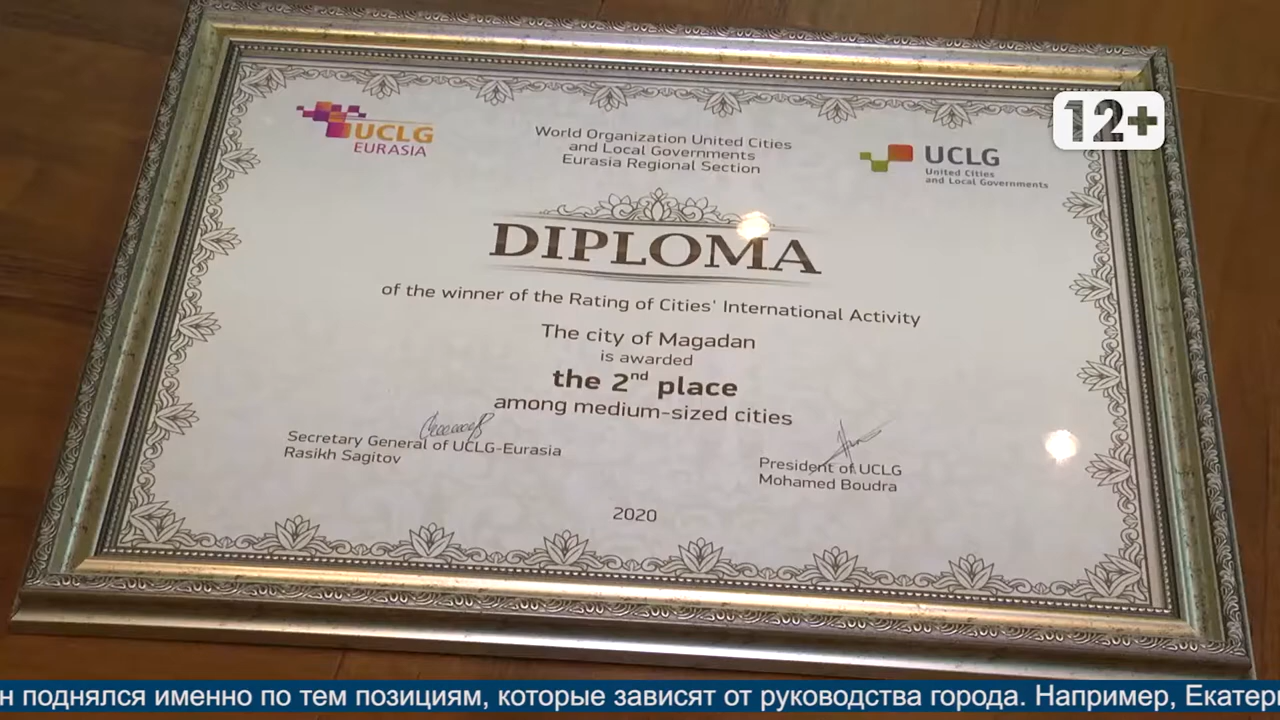 12+
UCLG
EURASIA
World Organization United Cities
and Local Governments
Eurasia Regional Section
UCLG
United Cities
and Local Governments
DIPLOMA
of the winner of the Rating of Cities' International Activity
The city of Magadan
is awarded
the 2nd place
among medium-sized cities
Secretary General of UCLG-Eurasia
Rasikh Sagitov
President of UCLG
Mohamed Boudra
2020
н поднялся именно по тем позициям, которые зависят от руководства города. Например, Екатер